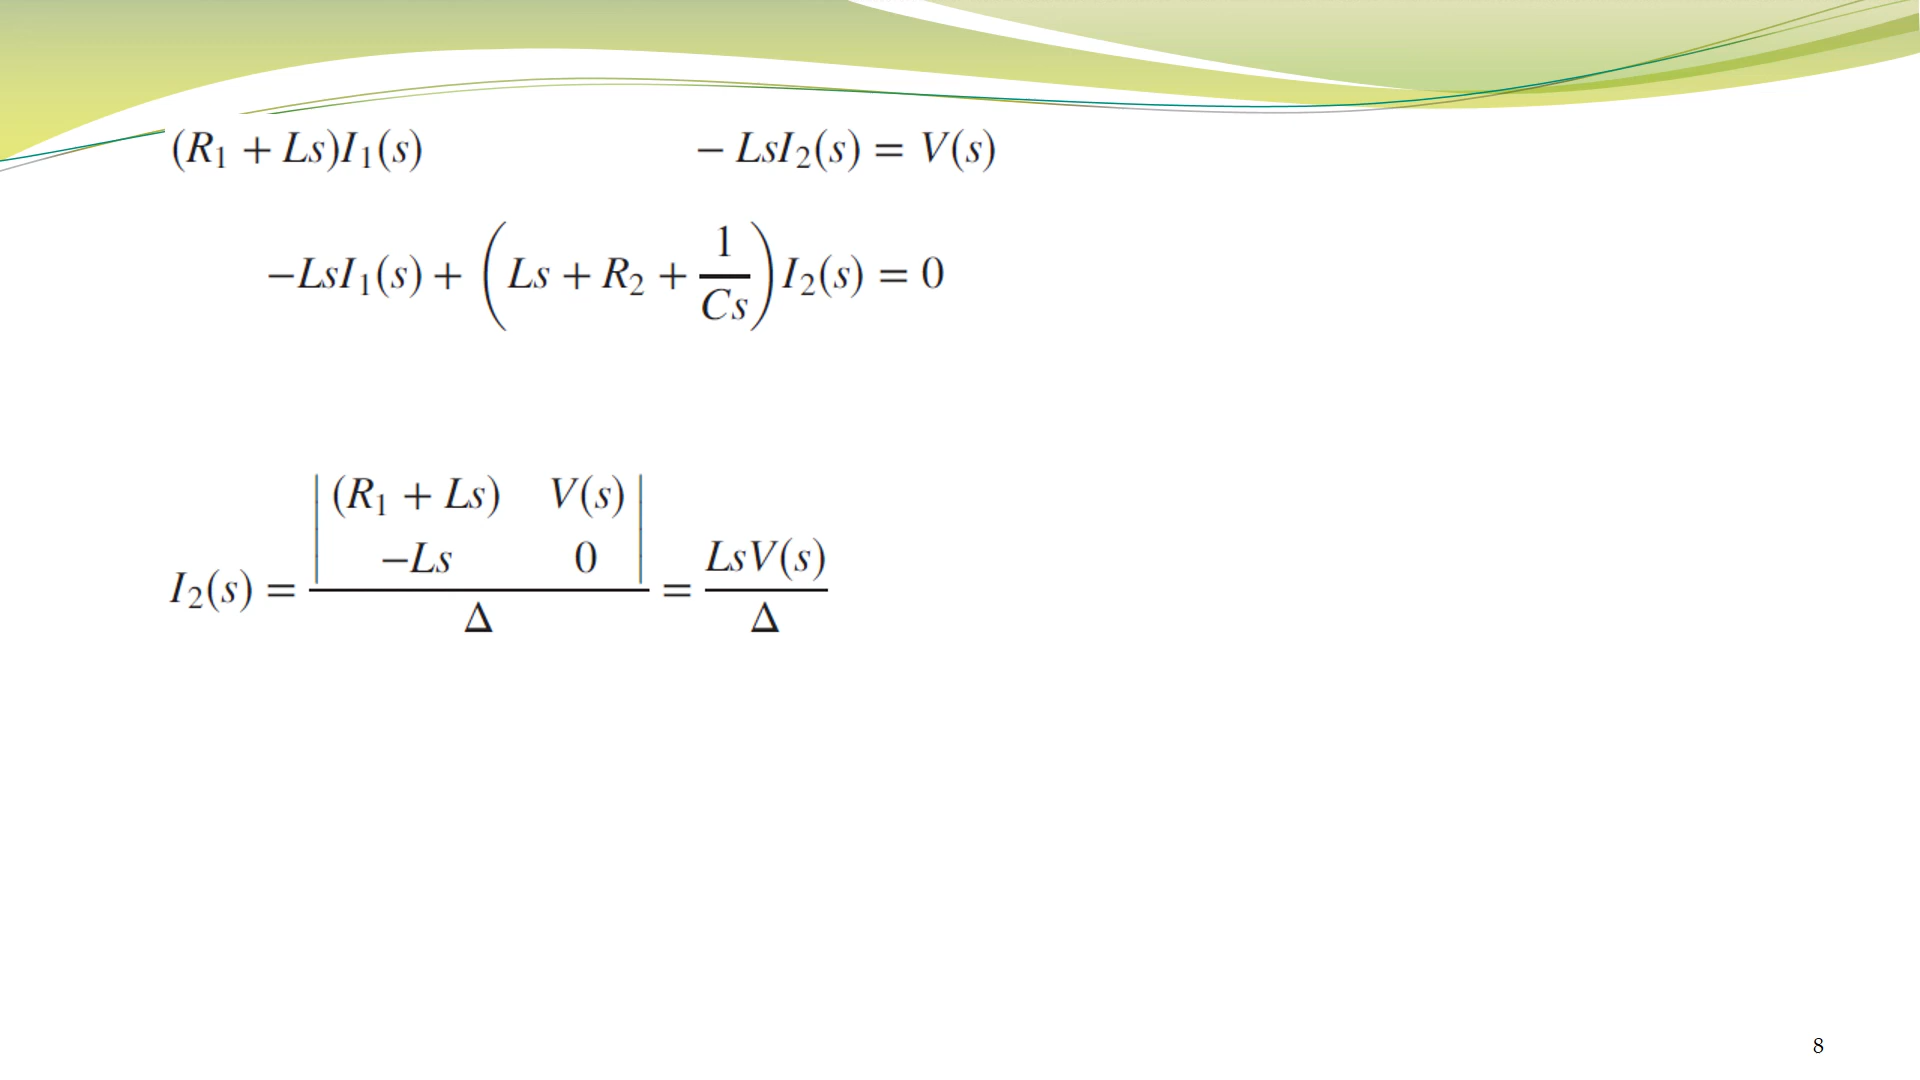 (R₁ + Ls)I₁(s) − LsI₂(s) = V(s)
−LsI₁(s) + (Ls + R₂ + 1/Cs)I₂(s) = 0
I₂(s) = |(R₁ + Ls) V(s); −Ls 0|/Δ = LsV(s)/Δ
8